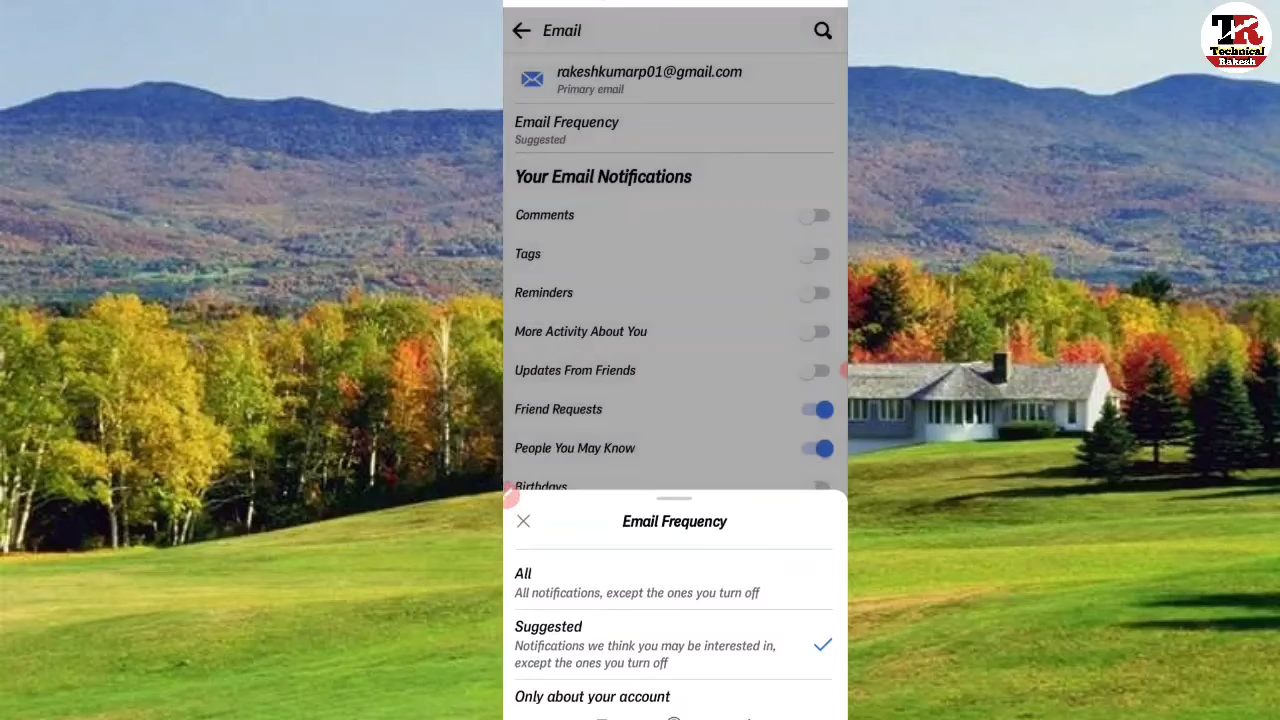 Email
rakeshkumarp01@gmail.com
Primary email
Email Frequency
Suggested
Your Email Notifications
Comments
Tags
Reminders
More Activity About You
Updates From Friends
Friend Requests
People You May Know
Birthdays
Email Frequency
All
All notifications, except the ones you turn off
Suggested
Notifications we think you may be interested in,
except the ones you turn off
Only about your account
TR
Technical
Rakesh